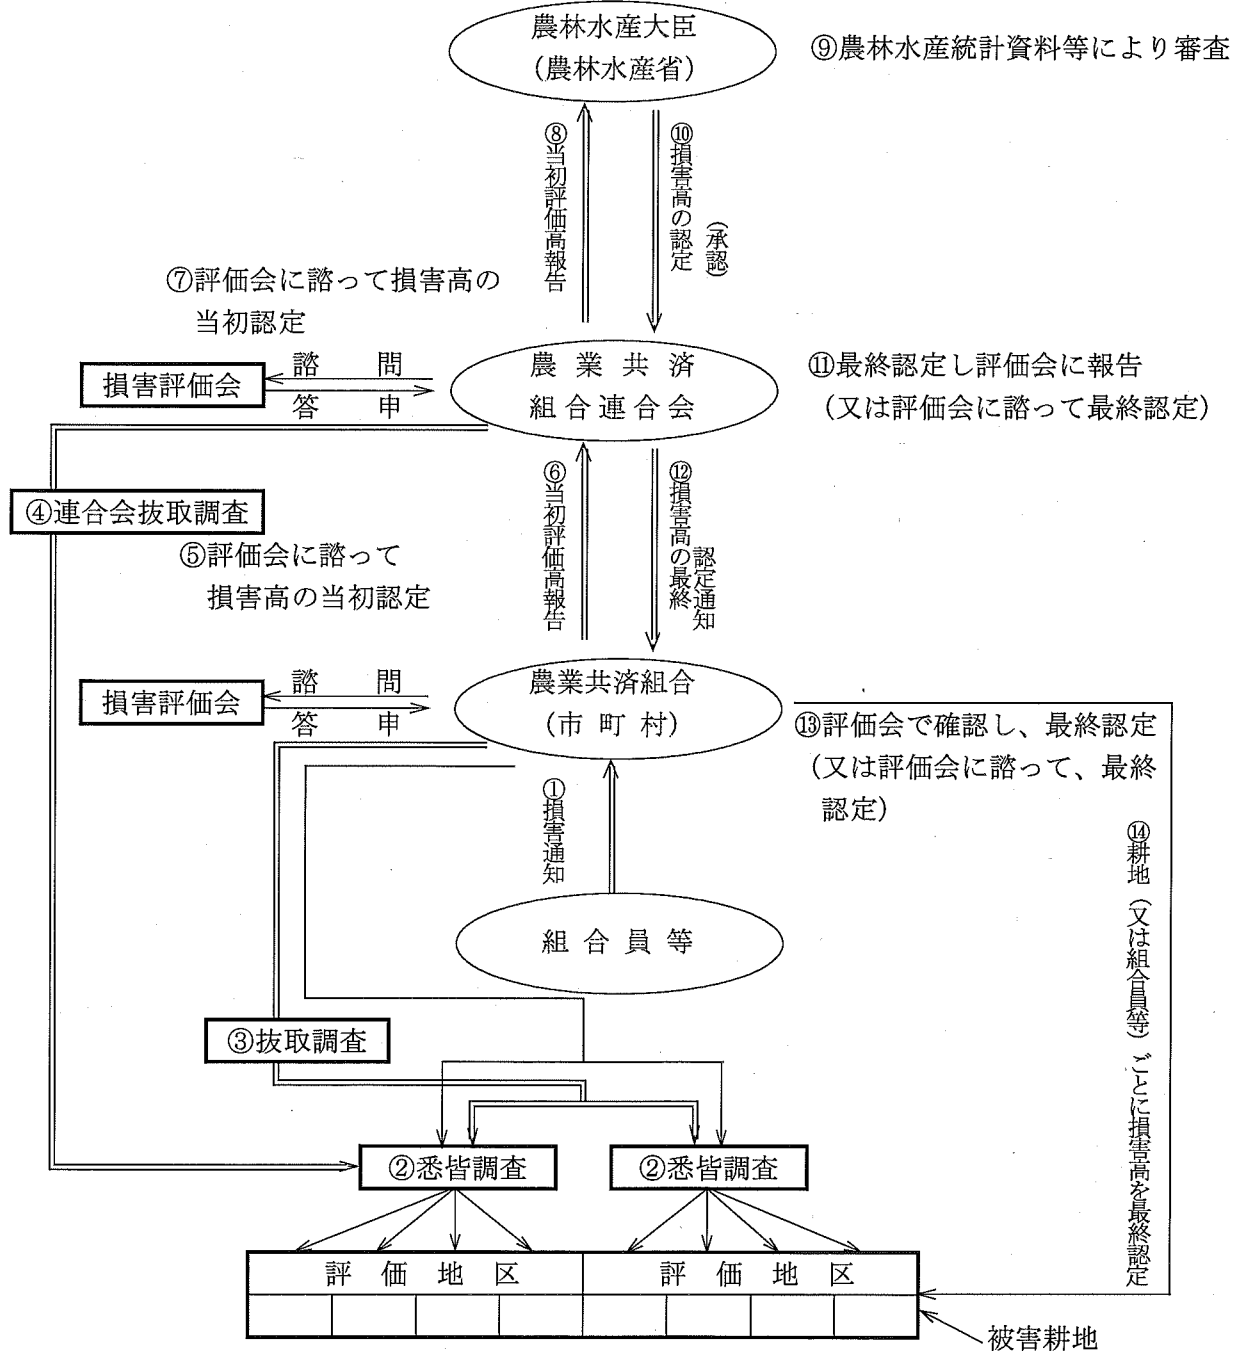 農林水産大臣
(農林水産省)
⑨農林水産統計資料等により審査
⑧当初評価高報告
⑩損害高の認定
(承認)
⑦評価会に諮って損害高の
当初認定
損害評価会
諮問
答申
農業共済
組合連合会
⑪最終認定し評価会に報告
(又は評価会に諮って最終認定)
④連合会抜取調査
⑥当初評価高報告
⑫損害高の最終
認定通知
⑤評価会に諮って
損害高の当初認定
損害評価会
諮問
答申
農業共済組合
(市町村)
⑬評価会で確認し、最終認定
(又は評価会に諮って、最終
認定)
①損害通知
組合員等
⑭耕地(又は組合員等)ごとに損害高を最終認定
③抜取調査
②悉皆調査
②悉皆調査
評価地区
評価地区
被害耕地